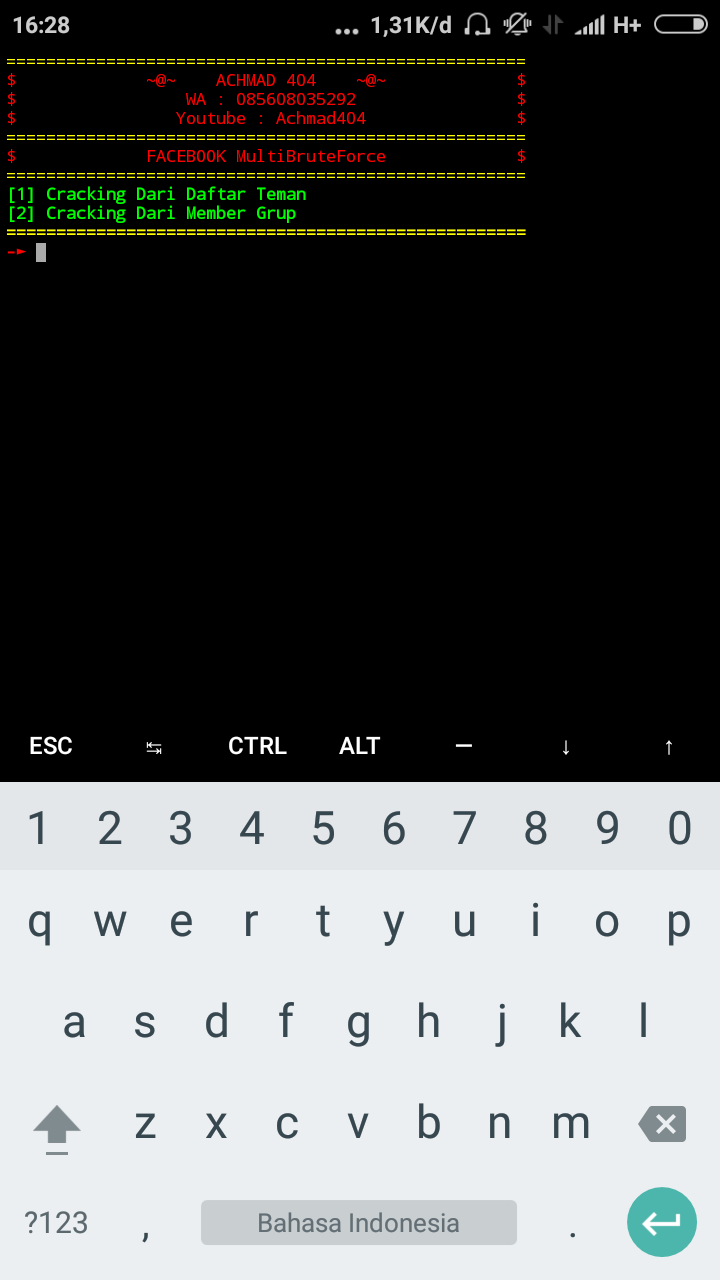 16:28 ... 1,31K/d H+
==================================================
$ ~@~ ACHMAD 404 ~@~ $
$ WA : 085608035292 $
$ Youtube : Achmad404 $
==================================================
$ FACEBOOK MultiBruteForce $
==================================================
[1] Cracking Dari Daftar Teman
[2] Cracking Dari Member Grup
==================================================
-►
ESC ↹ CTRL ALT — ↓ ↑
1 2 3 4 5 6 7 8 9 0
q w e r t y u i o p
a s d f g h j k l
z x c v b n m
?123 , Bahasa Indonesia .